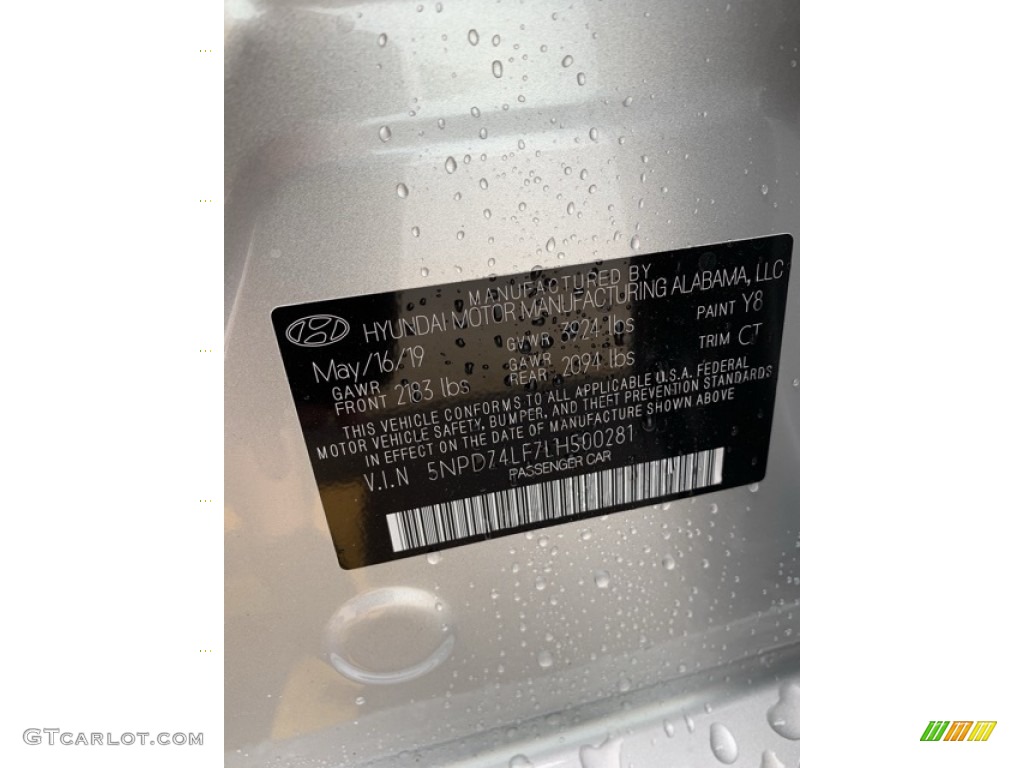 MANUFACTURED BY
HYUNDAI MOTOR MANUFACTURING ALABAMA, LLC
May/16/19 GVWR 3924 lbs PAINT Y8
GAWR FRONT 2183 lbs GAWR REAR 2094 lbs TRIM CT
THIS VEHICLE CONFORMS TO ALL APPLICABLE U.S.A. FEDERAL
MOTOR VEHICLE SAFETY, BUMPER, AND THEFT PREVENTION STANDARDS
IN EFFECT ON THE DATE OF MANUFACTURE SHOWN ABOVE
V.I.N 5NPD74LF7LH500281
PASSENGER CAR
GTCARLOT.COM